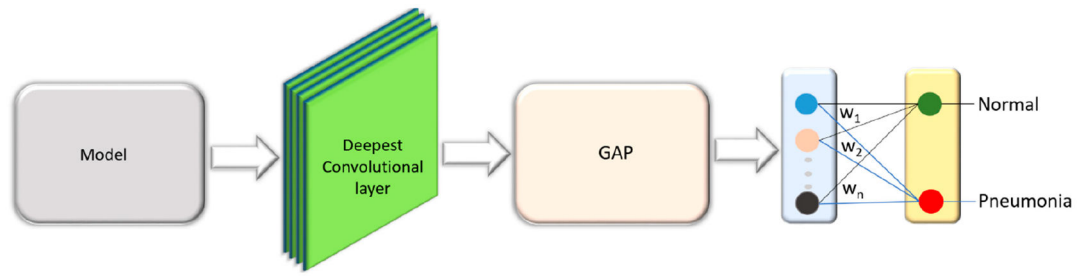 Model
Deepest
Convolutional
layer
GAP
w1
w2
wn
Normal
Pneumonia